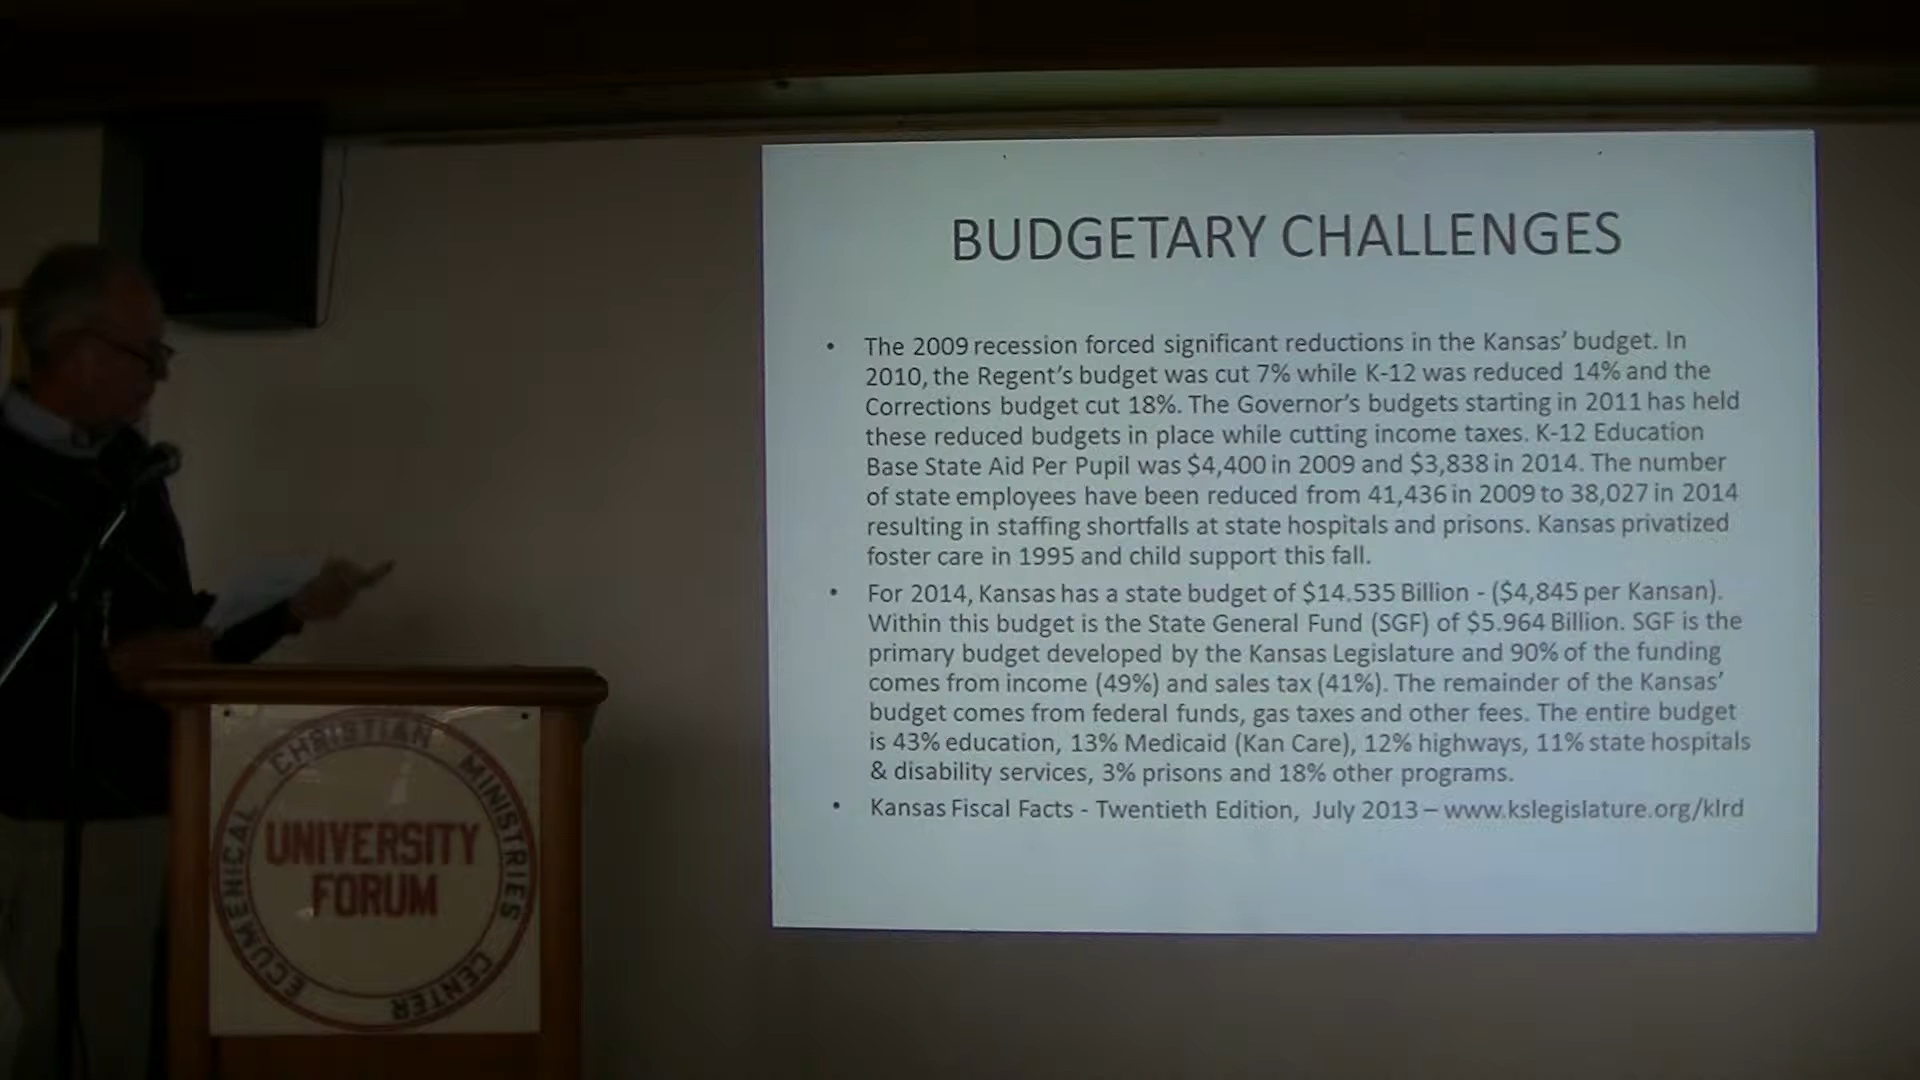 BUDGETARY CHALLENGES
• The 2009 recession forced significant reductions in the Kansas' budget. In
2010, the Regent's budget was cut 7% while K-12 was reduced 14% and the
Corrections budget cut 18%. The Governor's budgets starting in 2011 has held
these reduced budgets in place while cutting income taxes. K-12 Education
Base State Aid Per Pupil was $4,400 in 2009 and $3,838 in 2014. The number
of state employees have been reduced from 41,436 in 2009 to 38,027 in 2014
resulting in staffing shortfalls at state hospitals and prisons. Kansas privatized
foster care in 1995 and child support this fall.
• For 2014, Kansas has a state budget of $14.535 Billion - ($4,845 per Kansan).
Within this budget is the State General Fund (SGF) of $5.964 Billion. SGF is the
primary budget developed by the Kansas Legislature and 90% of the funding
comes from income (49%) and sales tax (41%). The remainder of the Kansas'
budget comes from federal funds, gas taxes and other fees. The entire budget
is 43% education, 13% Medicaid (Kan Care), 12% highways, 11% state hospitals
& disability services, 3% prisons and 18% other programs.
• Kansas Fiscal Facts - Twentieth Edition, July 2013 – www.kslegislature.org/klrd
ECUMENICAL CHRISTIAN MINISTRIES CENTER
UNIVERSITY
FORUM